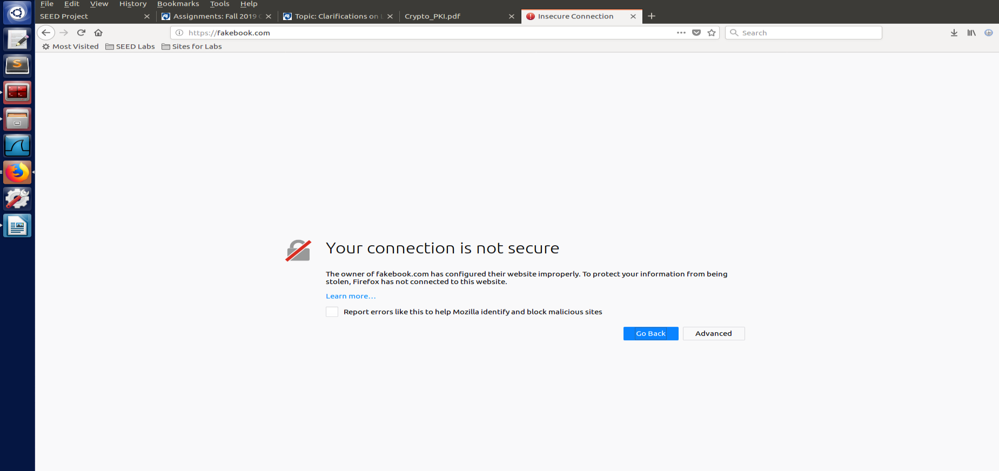 File Edit View History Bookmarks Tools Help
SEED Project Assignments: Fall 2019 Topic: Clarifications on Crypto_PKI.pdf Insecure Connection
https://fakebook.com Search
Most Visited SEED Labs Sites for Labs
Your connection is not secure
The owner of fakebook.com has configured their website improperly. To protect your information from being
stolen, Firefox has not connected to this website.
Learn more...
Report errors like this to help Mozilla identify and block malicious sites
Go Back Advanced